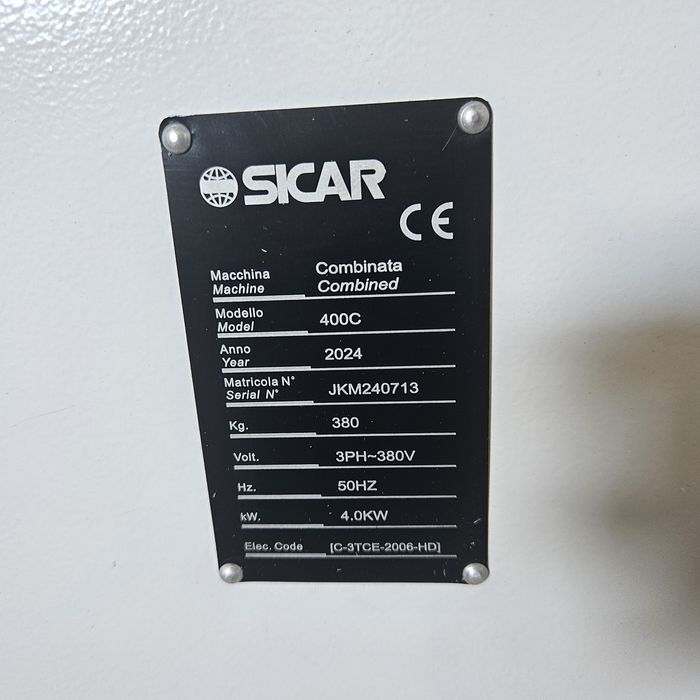 SICAR
CE
Macchina Combinata
Machine Combined
Modello
Model 400C
Anno
Year 2024
Matricola N°
Serial N° JKM240713
Kg. 380
Volt. 3PH~380V
Hz. 50HZ
kW. 4.0KW
Elec. Code [C-3TCE-2006-HD]